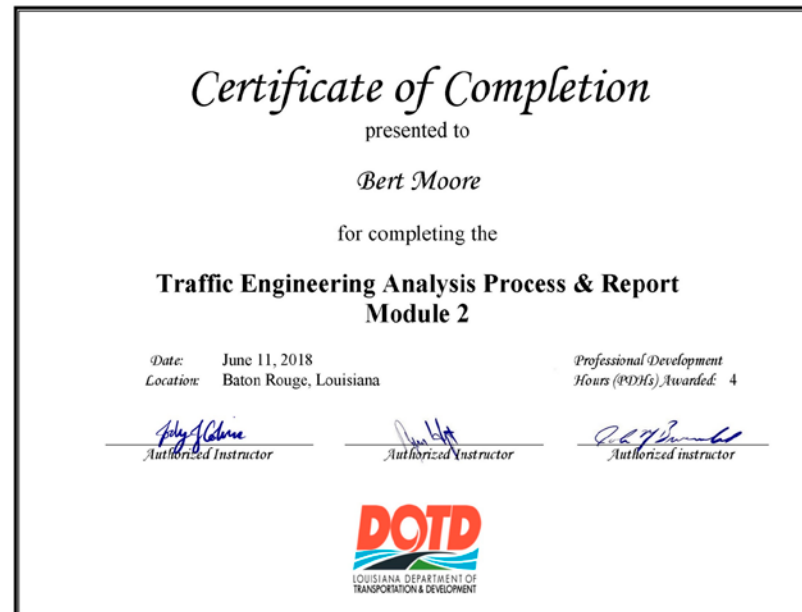 Certificate of Completion
presented to
Bert Moore
for completing the
Traffic Engineering Analysis Process & Report
Module 2
Date: June 11, 2018
Location: Baton Rouge, Louisiana
Professional Development
Hours (PDHs) Awarded: 4
Authorized Instructor
Authorized Instructor
Authorized instructor
DOTD
LOUISIANA DEPARTMENT OF
TRANSPORTATION & DEVELOPMENT